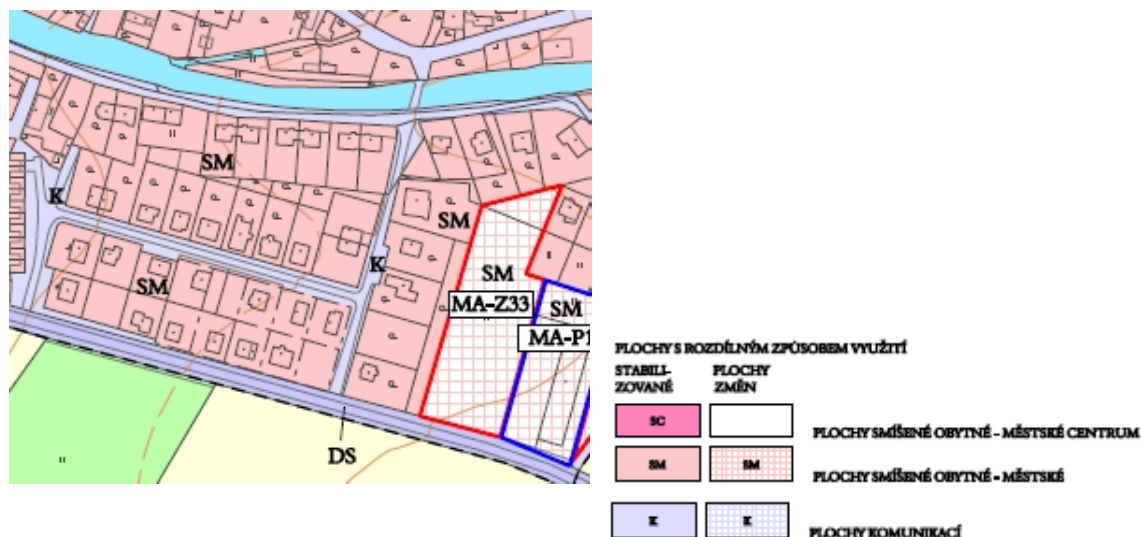 SM
K
SM
K
SM
SM
MA-Z33
SM
MA-P1
DS
PLOCHY S ROZDÍLNÝM ZPŮSOBEM VYUŽITÍ
STABILI-
ZOVANÉ
PLOCHY
ZMĚN
SC
PLOCHY SMÍŠENÉ OBYTNÉ - MĚSTSKÉ CENTRUM
SM
SM
PLOCHY SMÍŠENÉ OBYTNÉ - MĚSTSKÉ
K
K
PLOCHY KOMUNIKACÍ